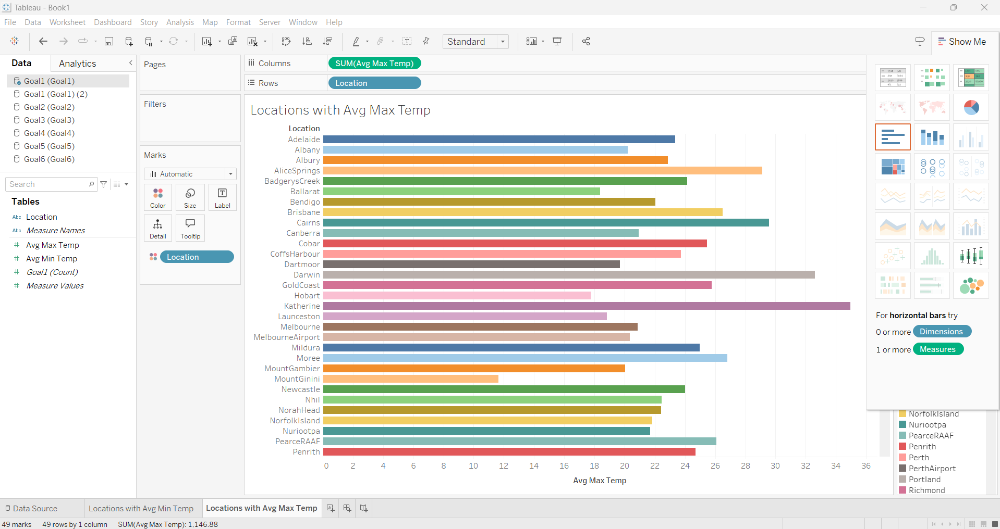 Tableau - Book1
File Data Worksheet Dashboard Story Analysis Map Format Server Window Help
Standard
Show Me
Data Analytics
Goal1 (Goal1)
Goal1 (Goal1) (2)
Goal2 (Goal2)
Goal3 (Goal3)
Goal4 (Goal4)
Goal5 (Goal5)
Goal6 (Goal6)
Search
Tables
Abc Location
Abc Measure Names
# Avg Max Temp
# Avg Min Temp
# Goal1 (Count)
# Measure Values
Pages
Filters
Marks
Automatic
Color Size Label
Detail Tooltip
Location
Columns SUM(Avg Max Temp)
Rows Location
Locations with Avg Max Temp
Location
Adelaide
Albany
Albury
AliceSprings
BadgerysCreek
Ballarat
Bendigo
Brisbane
Cairns
Canberra
Cobar
CoffsHarbour
Dartmoor
Darwin
GoldCoast
Hobart
Katherine
Launceston
Melbourne
MelbourneAirport
Mildura
Moree
MountGambier
MountGinini
Newcastle
Nhil
NorahHead
NorfolkIsland
Nuriootpa
PearceRAAF
Penrith
0 2 4 6 8 10 12 14 16 18 20 22 24 26 28 30 32 34 36
Avg Max Temp
For horizontal bars try
0 or more Dimensions
1 or more Measures
NorfolkIsland
Nuriootpa
PearceRAAF
Penrith
Perth
PerthAirport
Portland
Richmond
Data Source Locations with Avg Min Temp Locations with Avg Max Temp
49 marks 49 rows by 1 column SUM(Avg Max Temp): 1,146.88